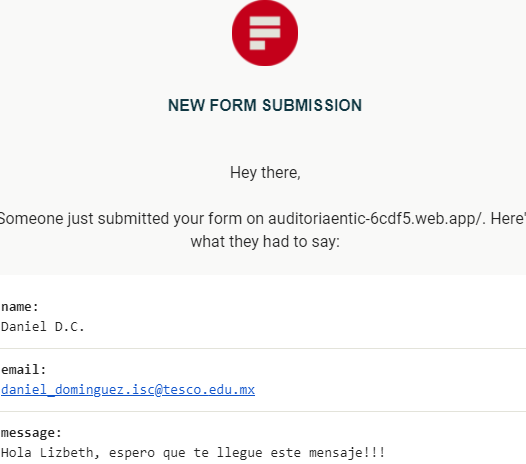 NEW FORM SUBMISSION
Hey there,
Someone just submitted your form on auditoriaentic-6cdf5.web.app/. Here'
what they had to say:
name:
Daniel D.C.
email:
daniel_dominguez.isc@tesco.edu.mx
message:
Hola Lizbeth, espero que te llegue este mensaje!!!